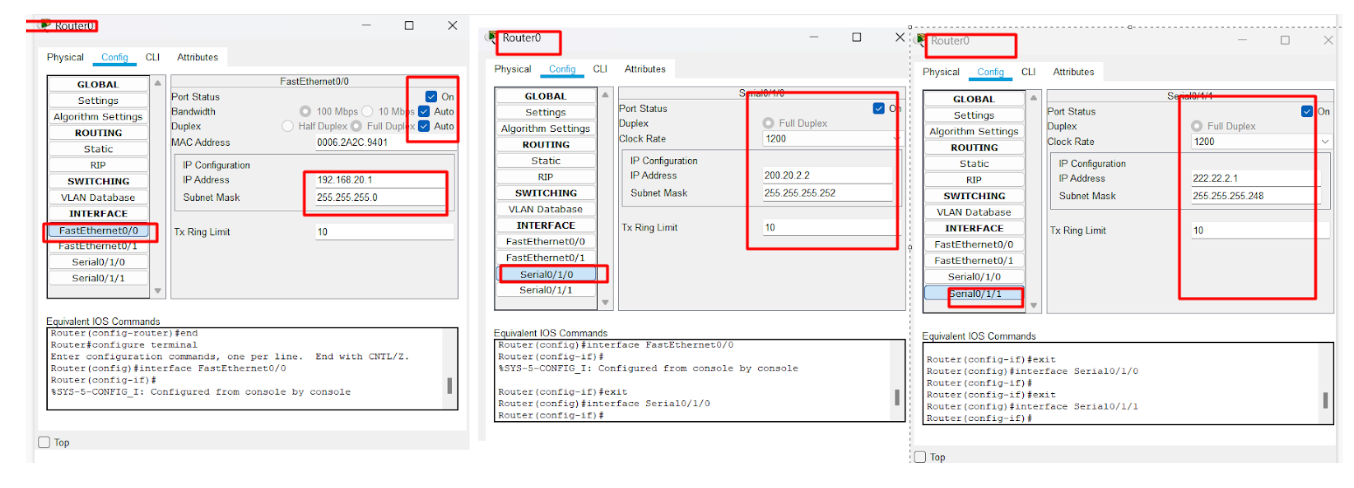 Router0
Physical Config CLI Attributes
GLOBAL
Settings
Algorithm Settings
ROUTING
Static
RIP
SWITCHING
VLAN Database
INTERFACE
FastEthernet0/0
FastEthernet0/1
Serial0/1/0
Serial0/1/1
FastEthernet0/0
Port Status On
Bandwidth 100 Mbps 10 Mbps Auto
Duplex Half Duplex Full Duplex Auto
MAC Address 0006.2A2C.9401
IP Configuration
IP Address 192.168.20.1
Subnet Mask 255.255.255.0
Tx Ring Limit 10
Equivalent IOS Commands
Router(config-router)#end
Router#configure terminal
Enter configuration commands, one per line. End with CNTL/Z.
Router(config)#interface FastEthernet0/0
Router(config-if)#
%SYS-5-CONFIG_I: Configured from console by console
Top
Router0
Physical Config CLI Attributes
GLOBAL
Settings
Algorithm Settings
ROUTING
Static
RIP
SWITCHING
VLAN Database
INTERFACE
FastEthernet0/0
FastEthernet0/1
Serial0/1/0
Serial0/1/1
Serial0/1/0
Port Status On
Duplex Full Duplex
Clock Rate 1200
IP Configuration
IP Address 200.20.2.2
Subnet Mask 255.255.255.252
Tx Ring Limit 10
Equivalent IOS Commands
Router(config)#interface FastEthernet0/0
Router(config-if)#
%SYS-5-CONFIG_I: Configured from console by console
Router(config-if)#exit
Router(config)#interface Serial0/1/0
Router(config-if)#
Router0
Physical Config CLI Attributes
GLOBAL
Settings
Algorithm Settings
ROUTING
Static
RIP
SWITCHING
VLAN Database
INTERFACE
FastEthernet0/0
FastEthernet0/1
Serial0/1/0
Serial0/1/1
Serial0/1/1
Port Status On
Duplex Full Duplex
Clock Rate 1200
IP Configuration
IP Address 222.22.2.1
Subnet Mask 255.255.255.248
Tx Ring Limit 10
Equivalent IOS Commands
Router(config-if)#exit
Router(config)#interface Serial0/1/0
Router(config-if)#
Router(config-if)#exit
Router(config)#interface Serial0/1/1
Router(config-if)#
Top